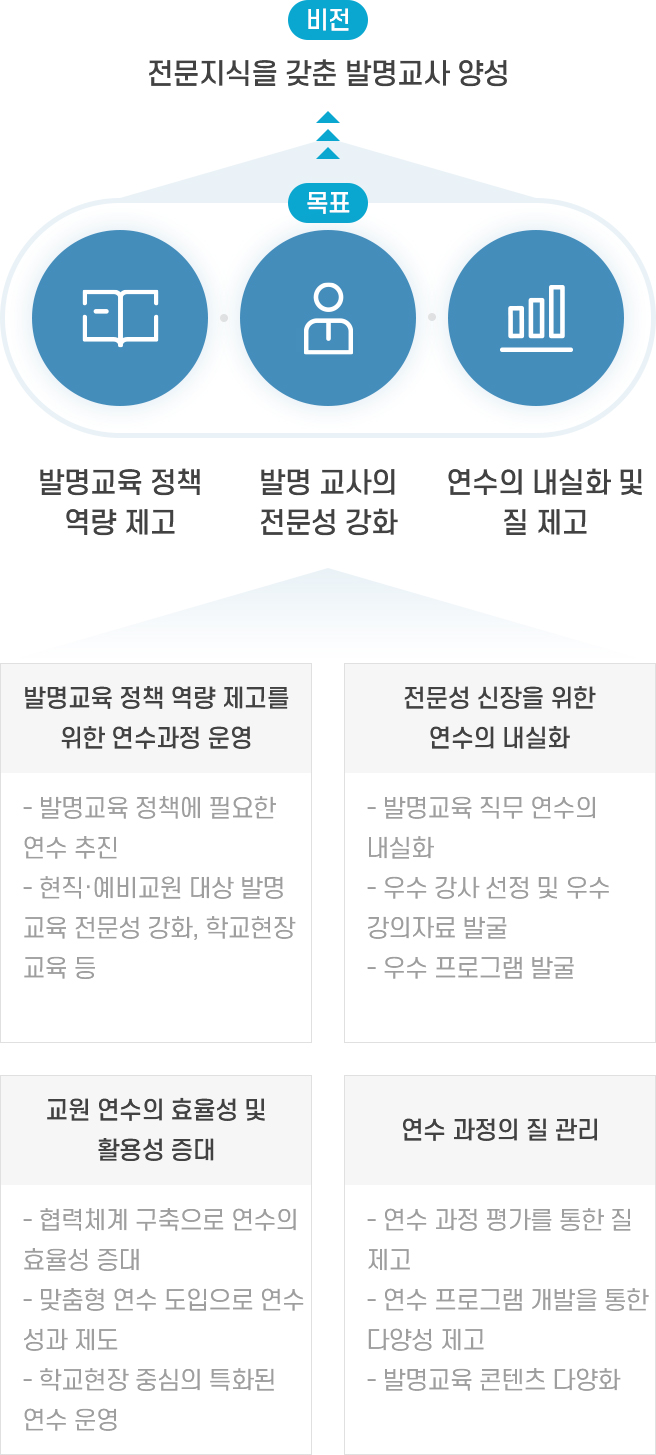 비전
전문지식을 갖춘 발명교사 양성
목표
발명교육 정책
역량 제고
발명 교사의
전문성 강화
연수의 내실화 및
질 제고
발명교육 정책 역량 제고를
위한 연수과정 운영
- 발명교육 정책에 필요한
연수 추진
- 현직·예비교원 대상 발명
교육 전문성 강화, 학교현장
교육 등
전문성 신장을 위한
연수의 내실화
- 발명교육 직무 연수의
내실화
- 우수 강사 선정 및 우수
강의자료 발굴
- 우수 프로그램 발굴
교원 연수의 효율성 및
활용성 증대
- 협력체계 구축으로 연수의
효율성 증대
- 맞춤형 연수 도입으로 연수
성과 제도
- 학교현장 중심의 특화된
연수 운영
연수 과정의 질 관리
- 연수 과정 평가를 통한 질
제고
- 연수 프로그램 개발을 통한
다양성 제고
- 발명교육 콘텐츠 다양화